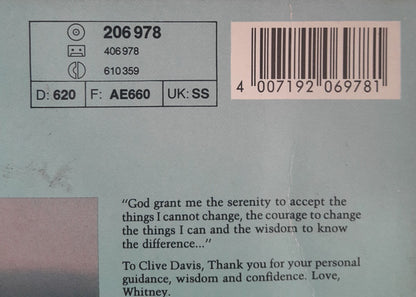 206 978
406 978
610 359
D: 620 F: AE660 UK: SS
4 007192 069781
"God grant me the serenity to accept the
things I cannot change, the courage to change
the things I can and the wisdom to know
the difference..."
To Clive Davis, Thank you for your personal
guidance, wisdom and confidence. Love,
Whitney.